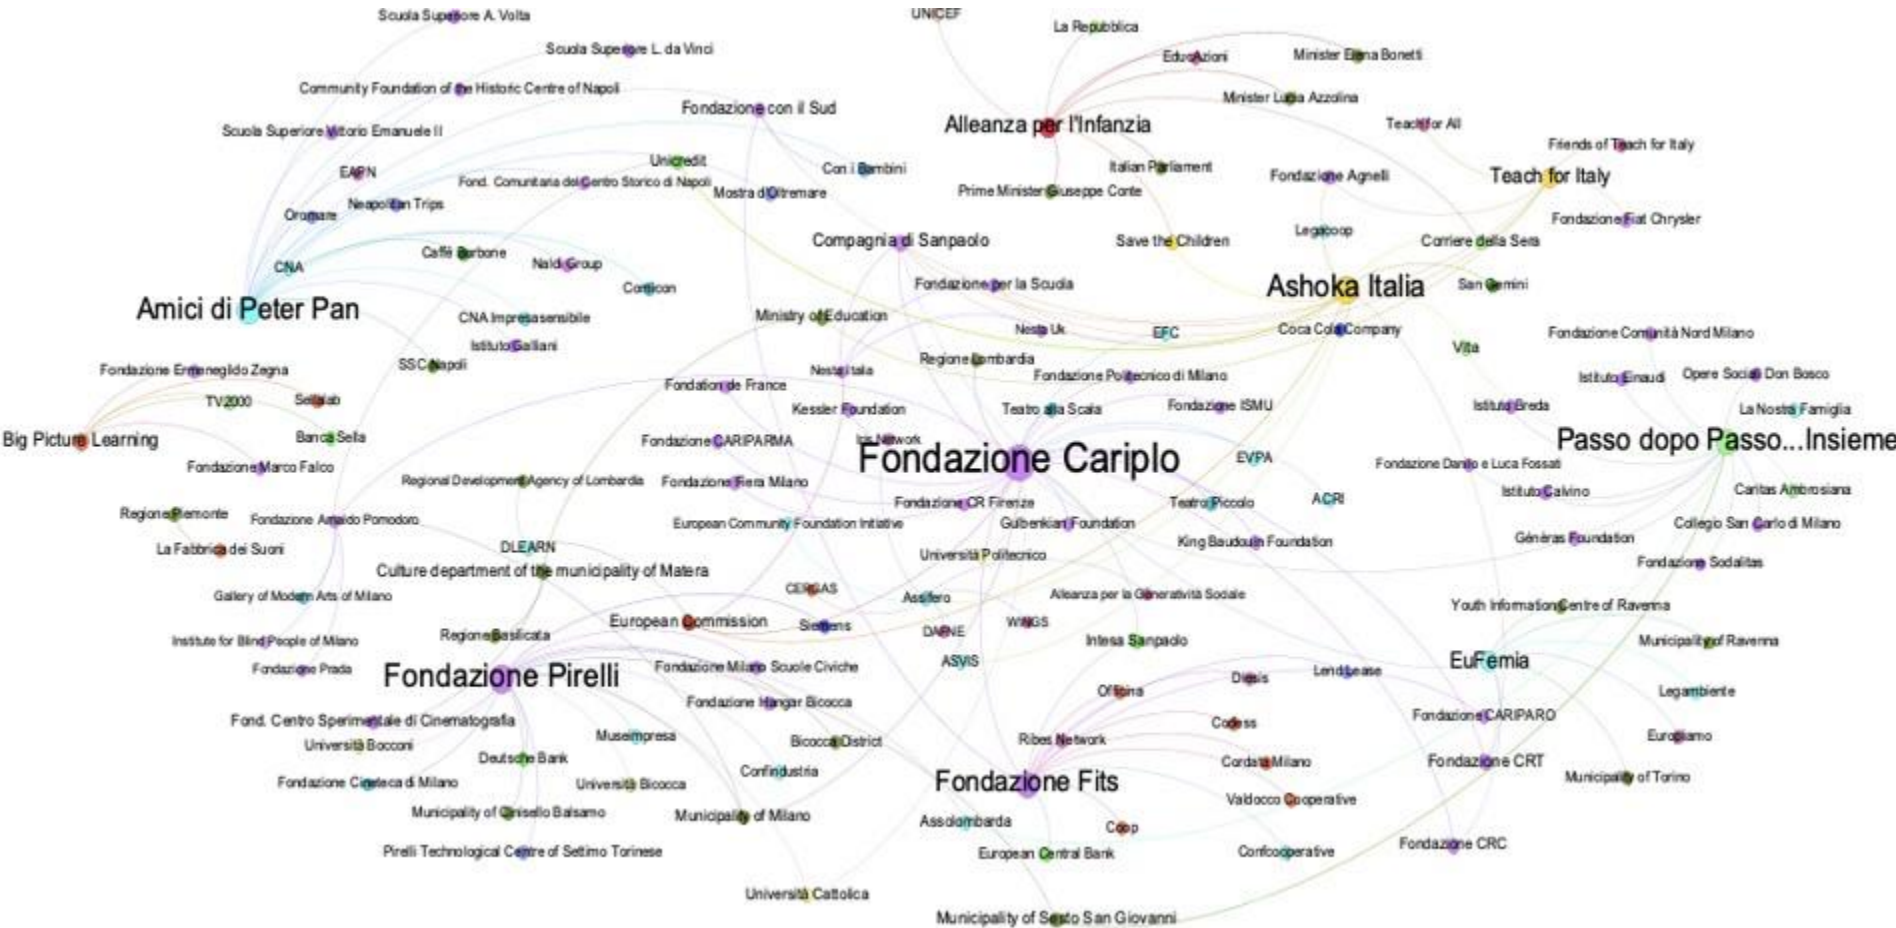 Scuola Superiore A. Volta
UNICEF
La Repubblica
Scuola Superiore L. da Vinci
EducAzioni
Minister Elena Bonetti
Community Foundation of the Historic Centre of Napoli
Fondazione con il Sud
Minister Lucia Azzolina
Scuola Superiore Vittorio Emanuele II
Alleanza per l'Infanzia
Teach for All
Friends of Teach for Italy
Unicredit
Con i Bambini
Italian Parliament
EAPN
Fond. Comunitaria del Centro Storico di Napoli
Mostra d'Oltremare
Prime Minister Giuseppe Conte
Fondazione Agnelli
Teach for Italy
Neapolitan Trips
Oromare
Fondazione Fiat Chrysler
Legacoop
Compagnia di Sanpaolo
Save the Children
Corriere della Sera
Caffè Borbone
Naldi Group
CNA
Comicon
Fondazione per la Scuola
Ashoka Italia
San Gemini
Amici di Peter Pan
CNA Impresasensibile
Ministry of Education
Nesta Uk
EFC
Coca Cola Company
Fondazione Comunità Nord Milano
Istituto Galliani
Vita
SSC Napoli
Regione Lombardia
Fondazione Ermenegildo Zegna
Nesta Italia
Fondazione Politecnico di Milano
Istituto Einaudi
Opere Sociali Don Bosco
Fondation de France
TV2000
Sellalab
Kessler Foundation
Teatro alla Scala
Fondazione ISMU
Istituto Breda
La Nostra Famiglia
Big Picture Learning
Banca Sella
Fondazione CARIPARMA
Iris Network
Fondazione Cariplo
EVPA
Passo dopo Passo...Insieme
Fondazione Marco Falco
Fondazione Danilo e Luca Fossati
Regional Development Agency of Lombardia
Fondazione Fiera Milano
Istituto Calvino
Caritas Ambrosiana
Fondazione CR Firenze
Teatro Piccolo
ACRI
Regione Piemonte
Fondazione Arnaldo Pomodoro
European Community Foundation Initiative
Gulbenkian Foundation
Collegio San Carlo di Milano
La Fabbrica dei Suoni
DLEARN
King Baudouin Foundation
Généras Foundation
Università Politecnico
Fondazione Sodalitas
Culture department of the municipality of Matera
CERGAS
Gallery of Modern Arts of Milano
Assifero
Alleanza per la Generatività Sociale
Youth Information Centre of Ravenna
European Commission
Siemens
DAFNE
WINGS
Institute for Blind People of Milano
Regione Basilicata
Intesa Sanpaolo
Municipality of Ravenna
Fondazione Prada
Fondazione Pirelli
Fondazione Milano Scuole Civiche
ASVIS
EuFemia
Diesis
Lend Lease
Officina
Legambiente
Fondazione Hangar Bicocca
Fond. Centro Sperimentale di Cinematografia
Codess
Fondazione CARIPARO
Università Bocconi
Museimpresa
Bicocca District
Ribes Network
Europiamo
Deutsche Bank
Cordata Milano
Fondazione CRT
Fondazione Cineteca di Milano
Università Bicocca
Confindustria
Fondazione Fits
Municipality of Torino
Valdocco Cooperative
Municipality of Cinisello Balsamo
Municipality of Milano
Assolombarda
Coop
Pirelli Technological Centre of Settimo Torinese
European Central Bank
Confcooperative
Fondazione CRC
Università Cattolica
Municipality of Sesto San Giovanni